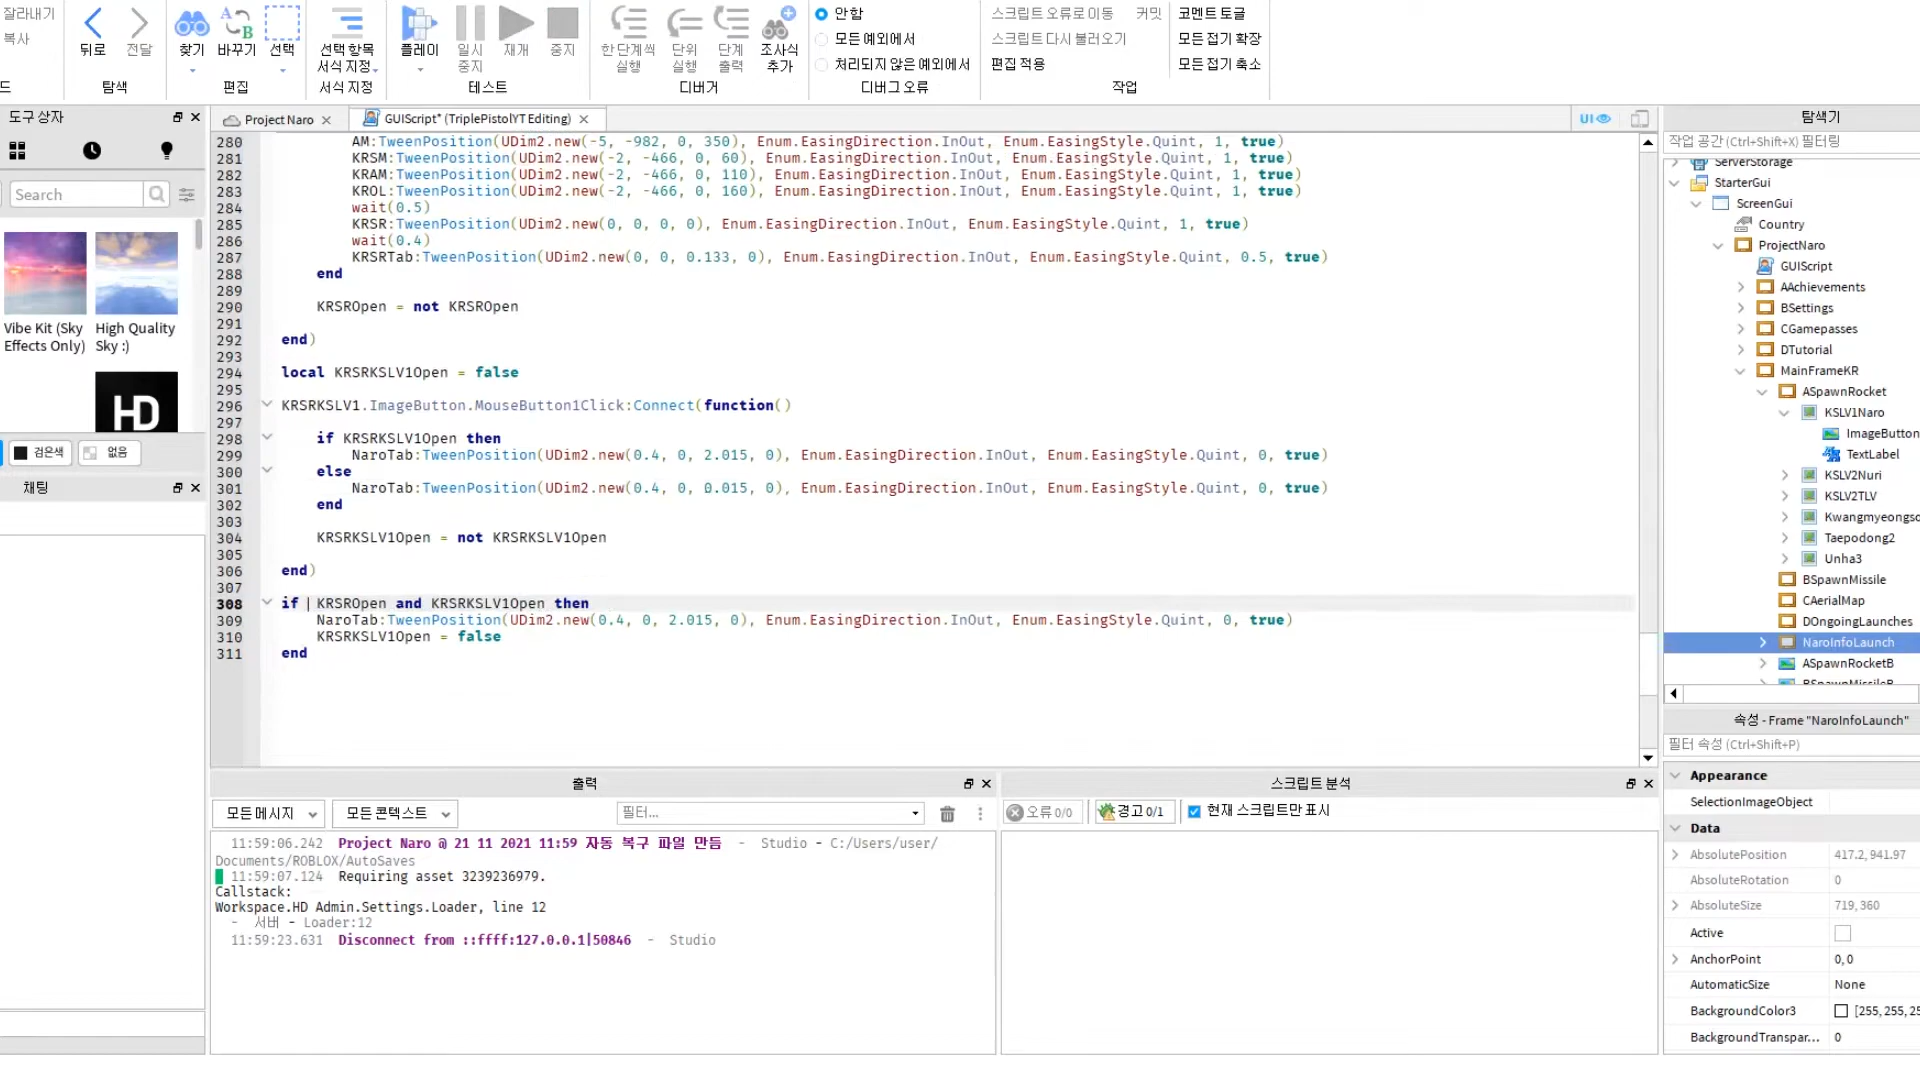 잘라내기
복사
뒤로
전달
탐색
찾기
바꾸기
선택
편집
선택 항목
서식 지정
서식 지정
플레이
일시
중지
재개
중지
테스트
한 단계씩
실행
단위
실행
단계
출력
조사식
추가
디버거
안함
모든 예외에서
처리되지 않은 예외에서
디버그 오류
스크립트 오류로 이동
커밋
스크립트 다시 불러오기
편집 적용
코멘트 토글
모든 접기 확장
모든 접기 축소
작업
도구 상자
Search
Vibe Kit (Sky
Effects Only)
High Quality
Sky :)
HD
검은색
없음
채팅
Project Naro
GUIScript* (TriplePistolYT Editing)
UI
280 AM:TweenPosition(UDim2.new(-5, -982, 0, 350), Enum.EasingDirection.InOut, Enum.EasingStyle.Quint, 1, true)
281 KRSM:TweenPosition(UDim2.new(-2, -466, 0, 60), Enum.EasingDirection.InOut, Enum.EasingStyle.Quint, 1, true)
282 KRAM:TweenPosition(UDim2.new(-2, -466, 0, 110), Enum.EasingDirection.InOut, Enum.EasingStyle.Quint, 1, true)
283 KROL:TweenPosition(UDim2.new(-2, -466, 0, 160), Enum.EasingDirection.InOut, Enum.EasingStyle.Quint, 1, true)
284 wait(0.5)
285 KRSR:TweenPosition(UDim2.new(0, 0, 0, 0), Enum.EasingDirection.InOut, Enum.EasingStyle.Quint, 1, true)
286 wait(0.4)
287 KRSRTab:TweenPosition(UDim2.new(0, 0, 0.133, 0), Enum.EasingDirection.InOut, Enum.EasingStyle.Quint, 0.5, true)
288 end
289
290 KRSROpen = not KRSROpen
291
292 end)
293
294 local KRSRKSLV1Open = false
295
296 KRSRKSLV1.ImageButton.MouseButton1Click:Connect(function()
297
298 if KRSRKSLV1Open then
299 NaroTab:TweenPosition(UDim2.new(0.4, 0, 2.015, 0), Enum.EasingDirection.InOut, Enum.EasingStyle.Quint, 0, true)
300 else
301 NaroTab:TweenPosition(UDim2.new(0.4, 0, 0.015, 0), Enum.EasingDirection.InOut, Enum.EasingStyle.Quint, 0, true)
302 end
303
304 KRSRKSLV1Open = not KRSRKSLV1Open
305
306 end)
307
308 if KRSROpen and KRSRKSLV1Open then
309 NaroTab:TweenPosition(UDim2.new(0.4, 0, 2.015, 0), Enum.EasingDirection.InOut, Enum.EasingStyle.Quint, 0, true)
310 KRSRKSLV1Open = false
311 end
출력
모든 메시지
모든 콘텍스트
필터...
11:59:06.242 Project Naro @ 21 11 2021 11:59 자동 복구 파일 만듬 - Studio - C:/Users/user/
Documents/ROBLOX/AutoSaves
11:59:07.124 Requiring asset 3239236979.
Callstack:
Workspace.HD Admin.Settings.Loader, line 12
- 서버 - Loader:12
11:59:23.631 Disconnect from ::ffff:127.0.0.1|50846 - Studio
스크립트 분석
오류 0/0
경고 0/1
현재 스크립트만 표시
탐색기
작업 공간 (Ctrl+Shift+X) 필터링
ServerStorage
StarterGui
ScreenGui
Country
ProjectNaro
GUIScript
AAchievements
BSettings
CGamepasses
DTutorial
MainFrameKR
ASpawnRocket
KSLV1Naro
ImageButton
TextLabel
KSLV2Nuri
KSLV2TLV
Kwangmyeongso
Taepodong2
Unha3
BSpawnMissile
CAerialMap
DOngoingLaunches
NaroInfoLaunch
ASpawnRocketB
BSpawnMissileB
속성 - Frame "NaroInfoLaunch"
필터 속성 (Ctrl+Shift+P)
Appearance
SelectionImageObject
Data
AbsolutePosition 417.2, 941.97
AbsoluteRotation 0
AbsoluteSize 719, 360
Active
AnchorPoint 0, 0
AutomaticSize None
BackgroundColor3 [255, 255, 25
BackgroundTranspar... 0